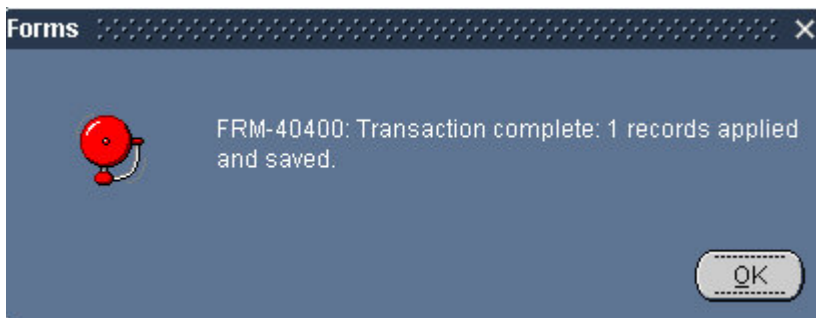 Forms
FRM-40400: Transaction complete: 1 records applied
and saved.
OK